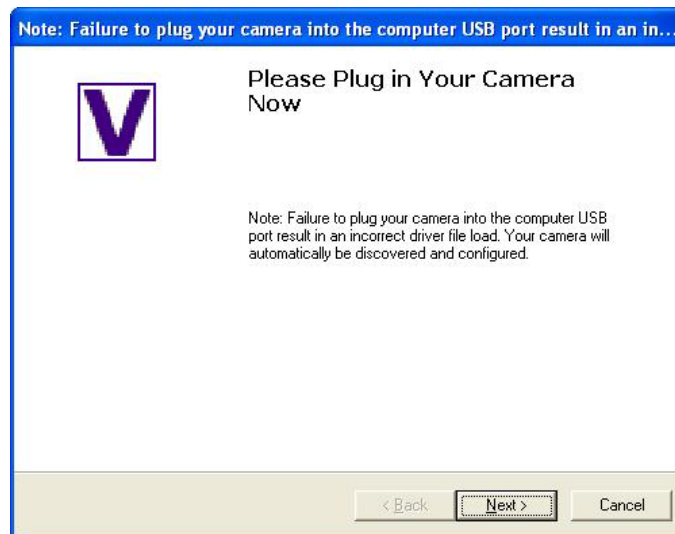 Note: Failure to plug your camera into the computer USB port result in an in...
Please Plug in Your Camera
Now
V
Note: Failure to plug your camera into the computer USB
port result in an incorrect driver file load. Your camera will
automatically be discovered and configured.
< Back
Next >
Cancel